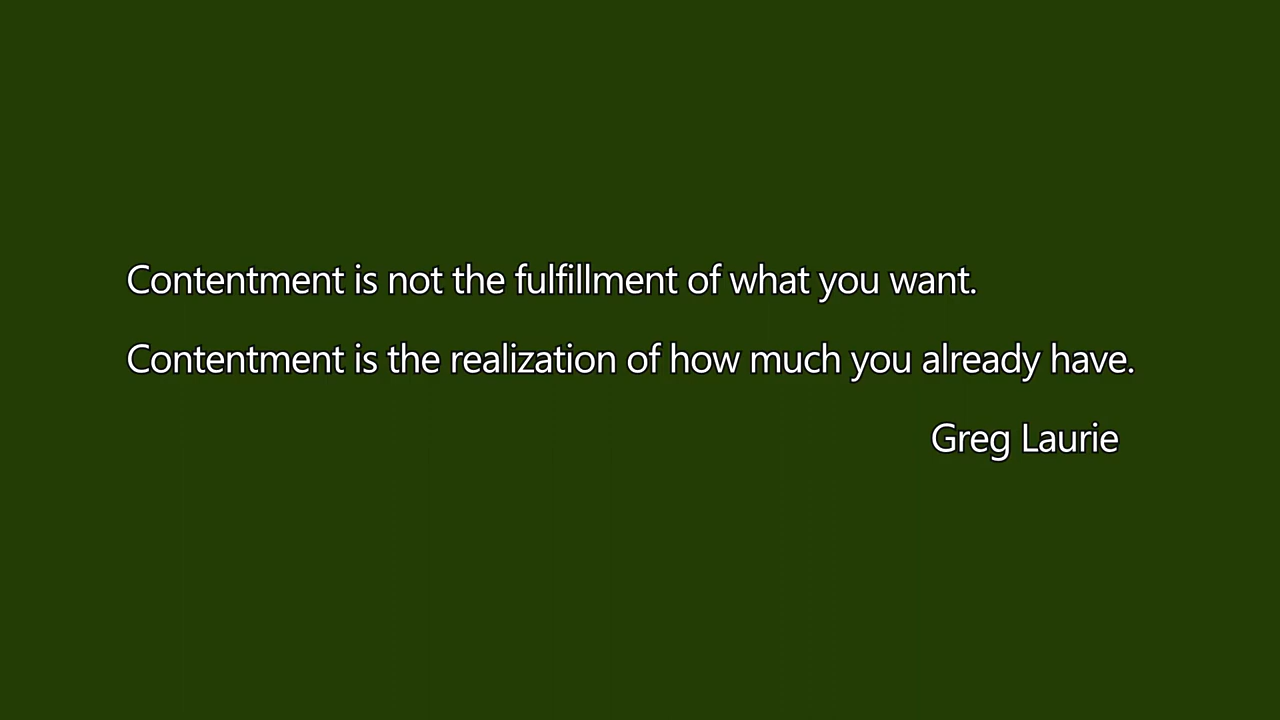 Contentment is not the fulfillment of what you want.
Contentment is the realization of how much you already have.
Greg Laurie